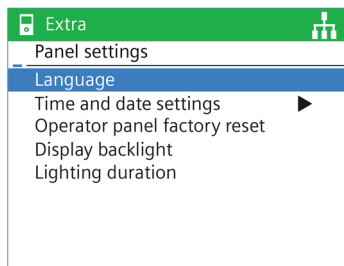 Extra
Panel settings
Language
Time and date settings
Operator panel factory reset
Display backlight
Lighting duration